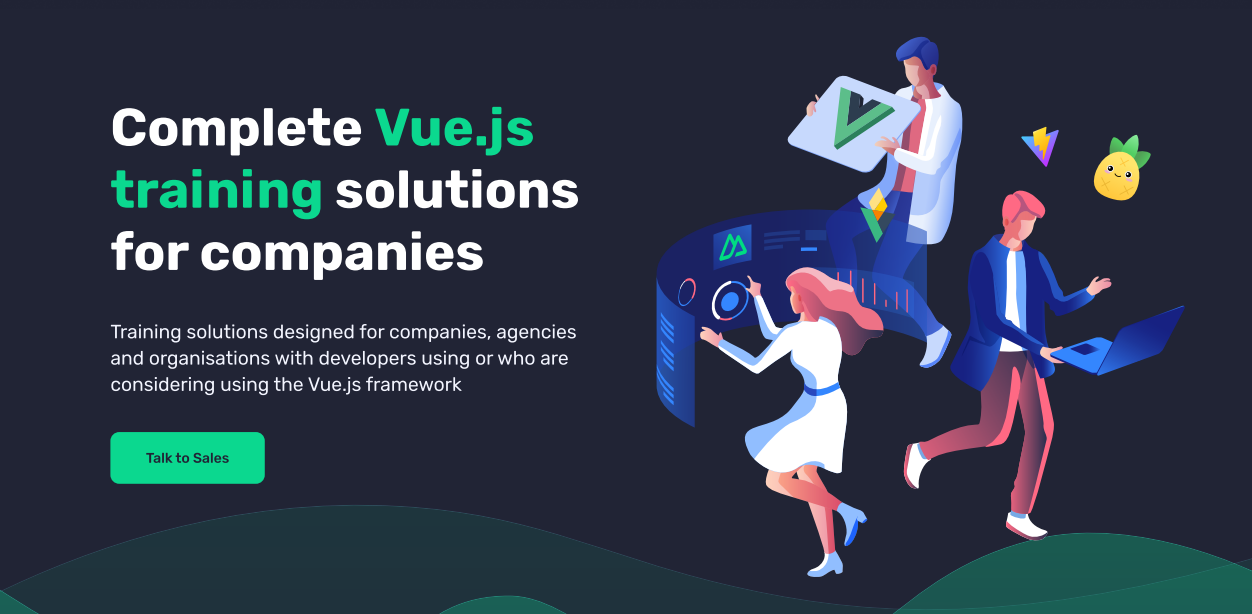 Complete Vue.js
training solutions
for companies
Training solutions designed for companies, agencies
and organisations with developers using or who are
considering using the Vue.js framework
Talk to Sales